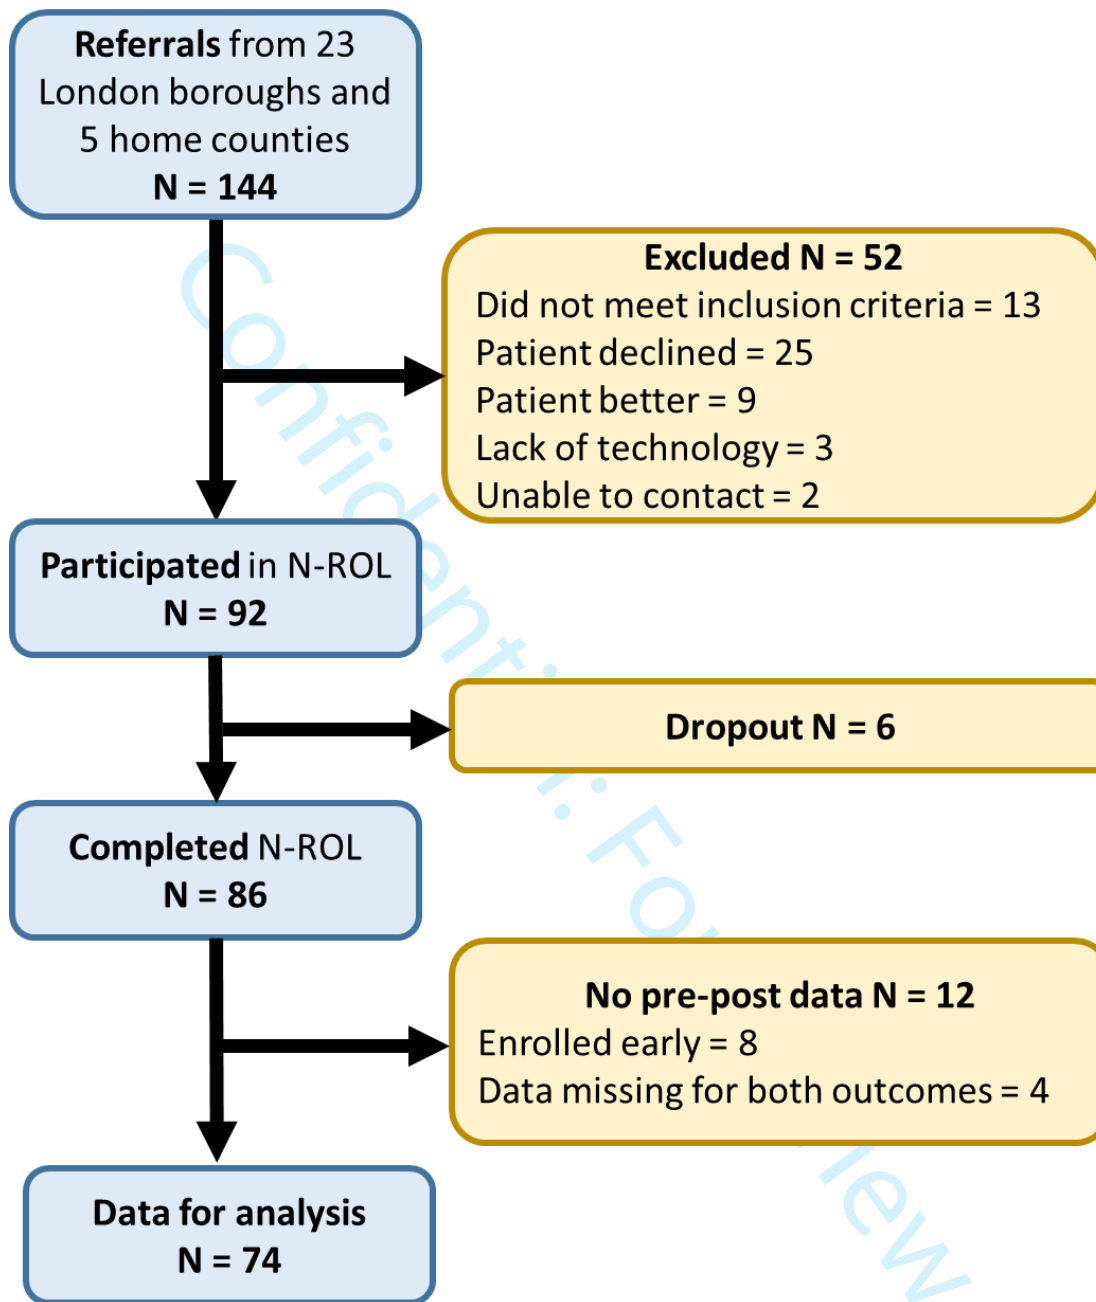 Referrals from 23
London boroughs and
5 home counties
N = 144
Excluded N = 52
Did not meet inclusion criteria = 13
Patient declined = 25
Patient better = 9
Lack of technology = 3
Unable to contact = 2
Participated in N-ROL
N = 92
Dropout N = 6
Completed N-ROL
N = 86
No pre-post data N = 12
Enrolled early = 8
Data missing for both outcomes = 4
Data for analysis
N = 74